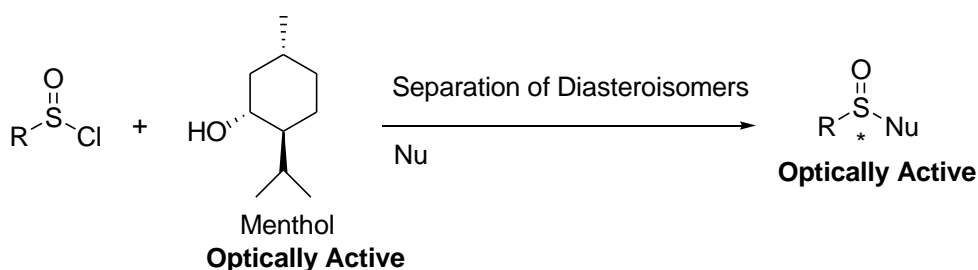 O
S
R
Cl
+
HO
Menthol
Optically Active
Separation of Diasteroisomers
Nu
O
S
R
*
Nu
Optically Active